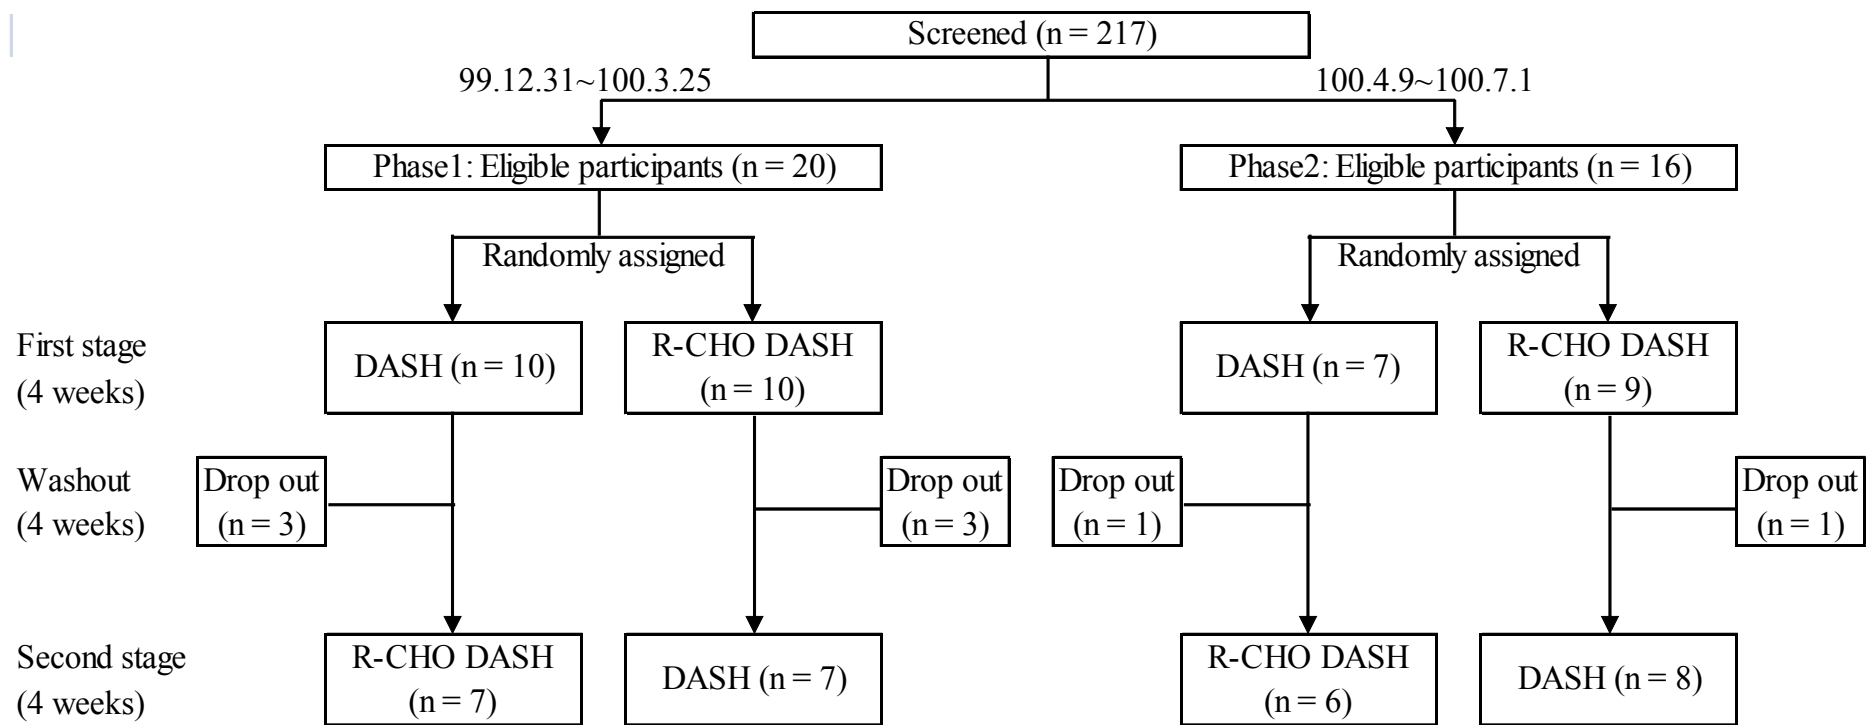 Screened (n = 217)
99.12.31~100.3.25
100.4.9~100.7.1
Phase1: Eligible participants (n = 20)
Phase2: Eligible participants (n = 16)
Randomly assigned
Randomly assigned
First stage
(4 weeks)
DASH (n = 10)
R-CHO DASH
(n = 10)
DASH (n = 7)
R-CHO DASH
(n = 9)
Washout
(4 weeks)
Drop out
(n = 3)
Drop out
(n = 3)
Drop out
(n = 1)
Drop out
(n = 1)
Second stage
(4 weeks)
R-CHO DASH
(n = 7)
DASH (n = 7)
R-CHO DASH
(n = 6)
DASH (n = 8)